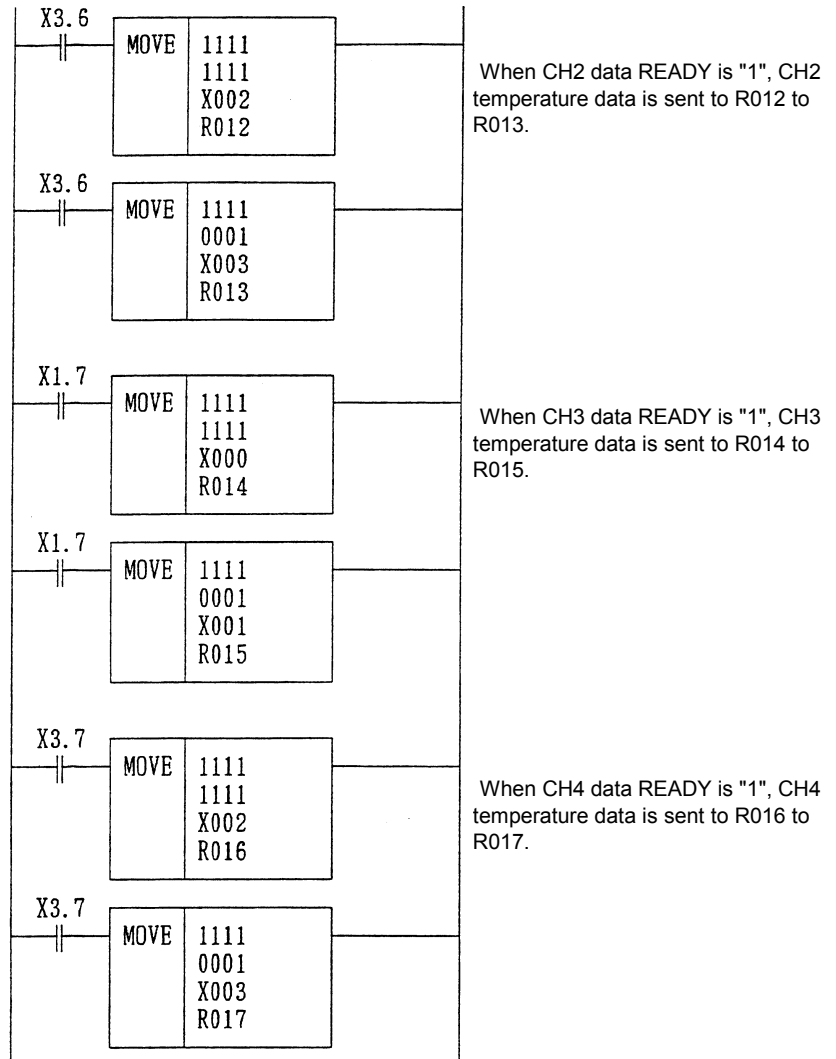 X3.6
MOVE 1111
1111
X002
R012
When CH2 data READY is "1", CH2
temperature data is sent to R012 to
R013.
X3.6
MOVE 1111
0001
X003
R013
X1.7
MOVE 1111
1111
X000
R014
When CH3 data READY is "1", CH3
temperature data is sent to R014 to
R015.
X1.7
MOVE 1111
0001
X001
R015
X3.7
MOVE 1111
1111
X002
R016
When CH4 data READY is "1", CH4
temperature data is sent to R016 to
R017.
X3.7
MOVE 1111
0001
X003
R017